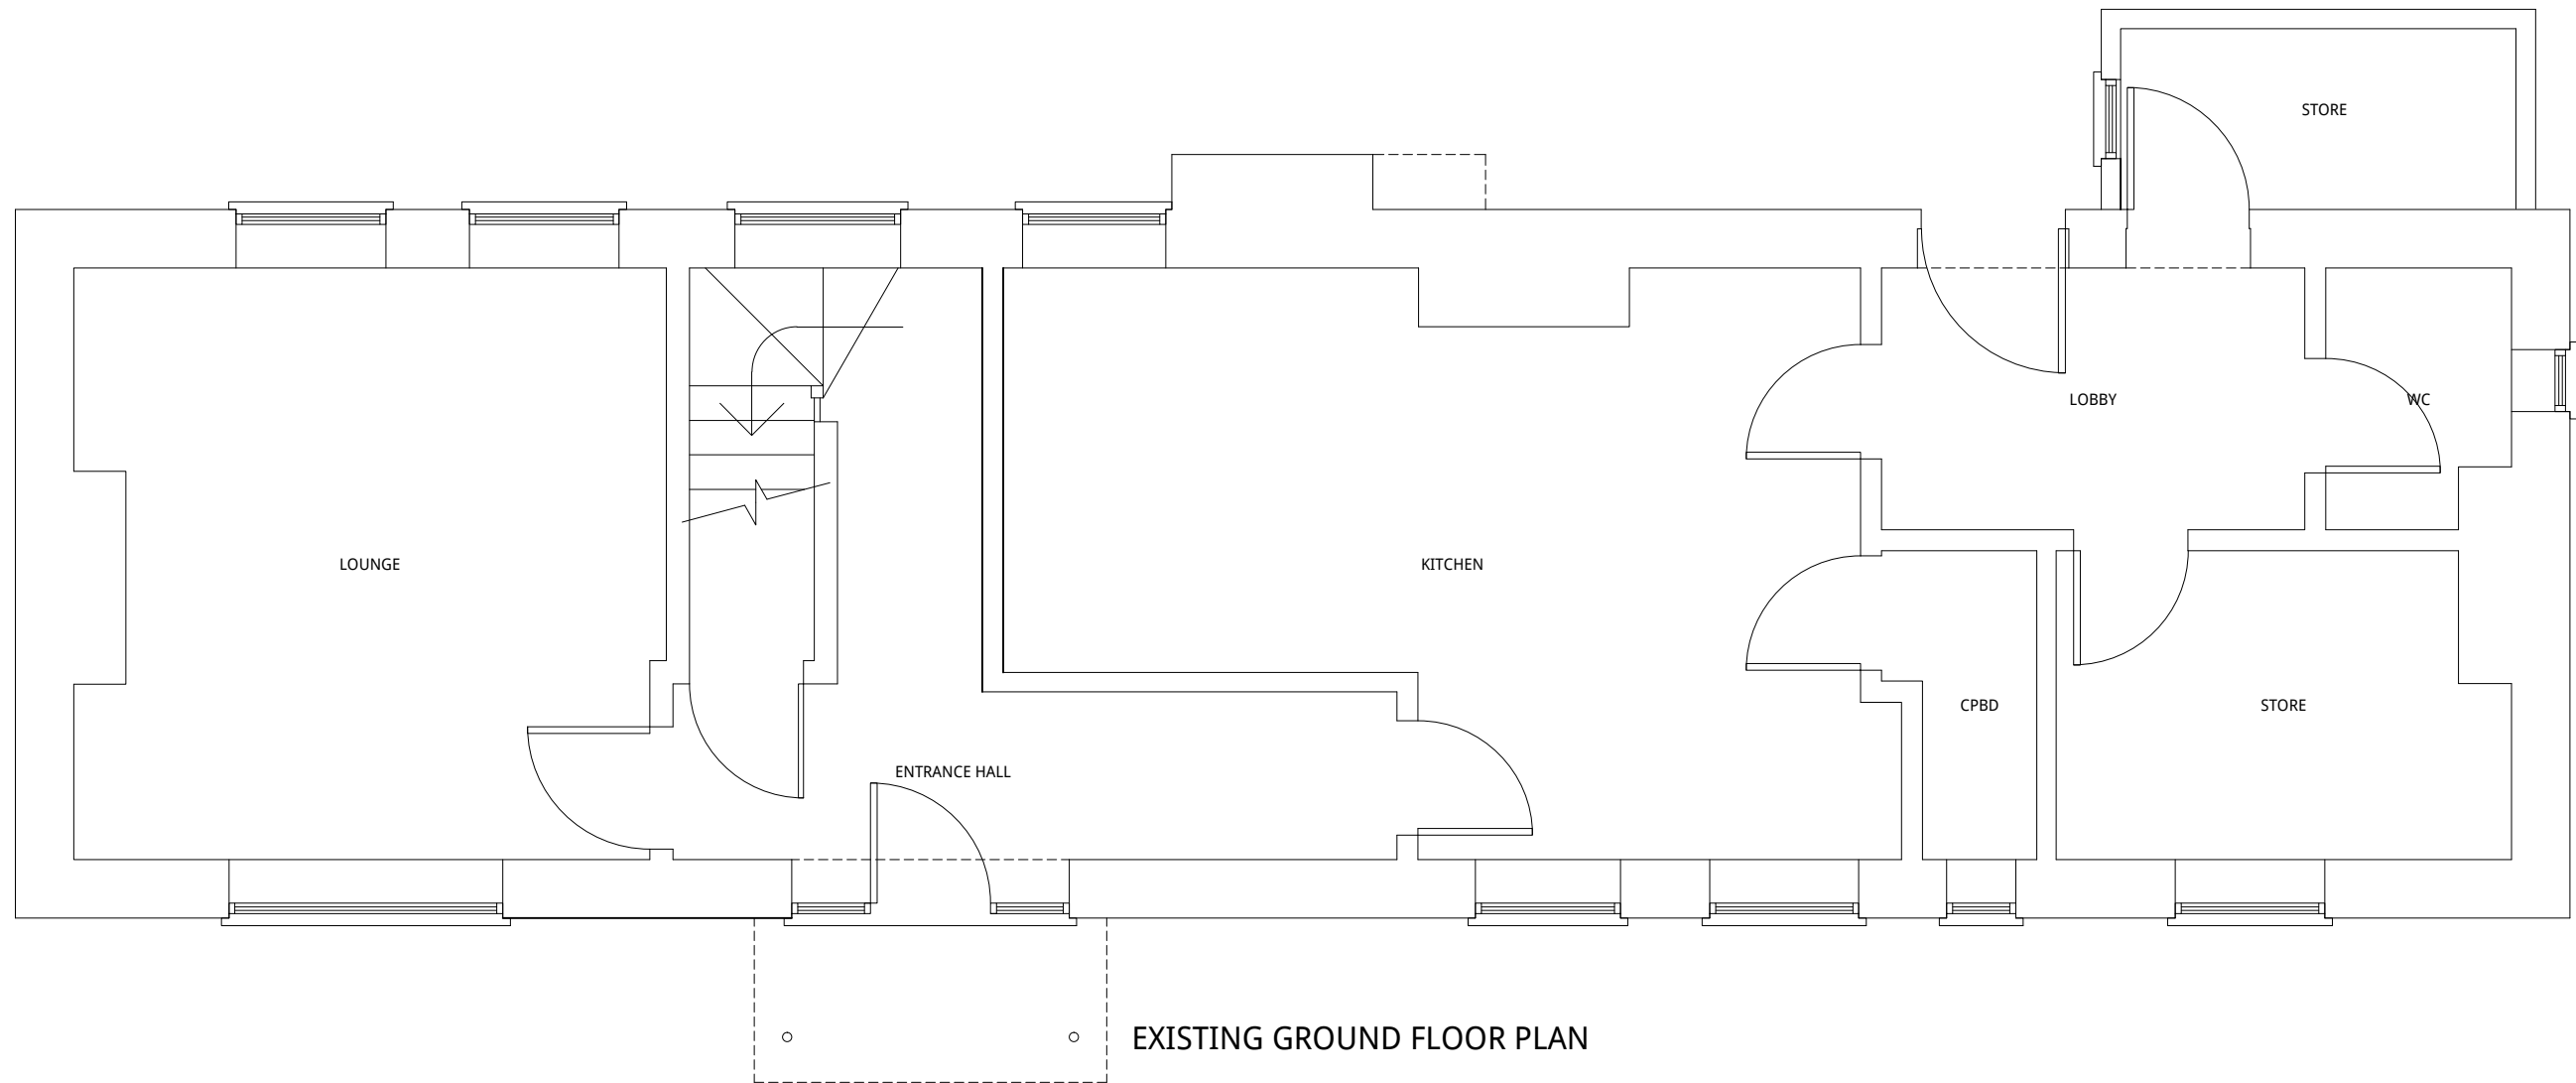 STORE
LOBBY
WC
LOUNGE
KITCHEN
CPBD
STORE
ENTRANCE HALL
EXISTING GROUND FLOOR PLAN